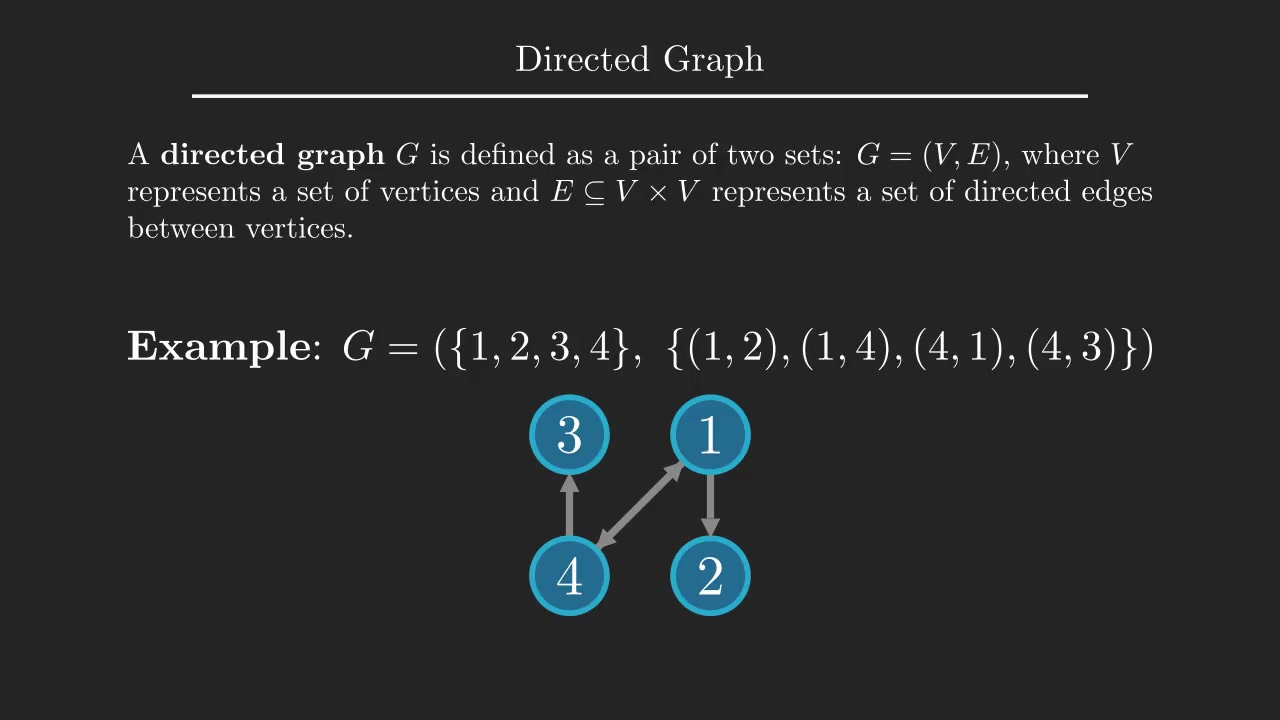 Directed Graph
A directed graph G is defined as a pair of two sets: G = (V, E), where V
represents a set of vertices and E ⊆ V × V represents a set of directed edges
between vertices.
Example: G = ({1, 2, 3, 4}, {(1, 2), (1, 4), (4, 1), (4, 3)})
3 1
4 2